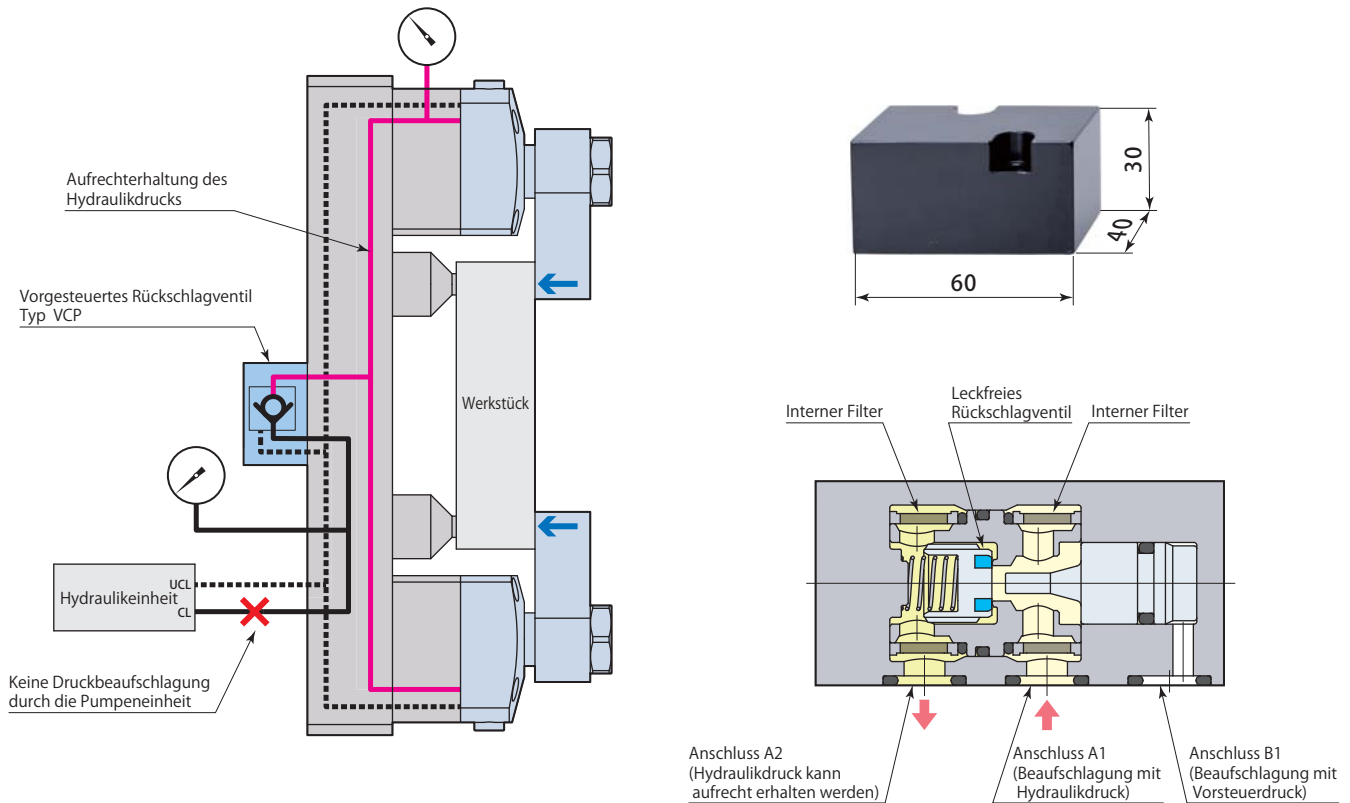 Aufrechterhaltung des
Hydraulikdrucks
Vorgesteuertes Rückschlagventil
Typ VCP
Werkstück
Hydraulikeinheit
UCL
CL
Keine Druckbeaufschlagung
durch die Pumpeneinheit
30
40
60
Interner Filter
Leckfreies
Rückschlagventil
Interner Filter
Anschluss A2
(Hydraulikdruck kann
aufrecht erhalten werden)
Anschluss A1
(Beaufschlagung mit
Hydraulikdruck)
Anschluss B1
(Beaufschlagung mit
Vorsteuerdruck)